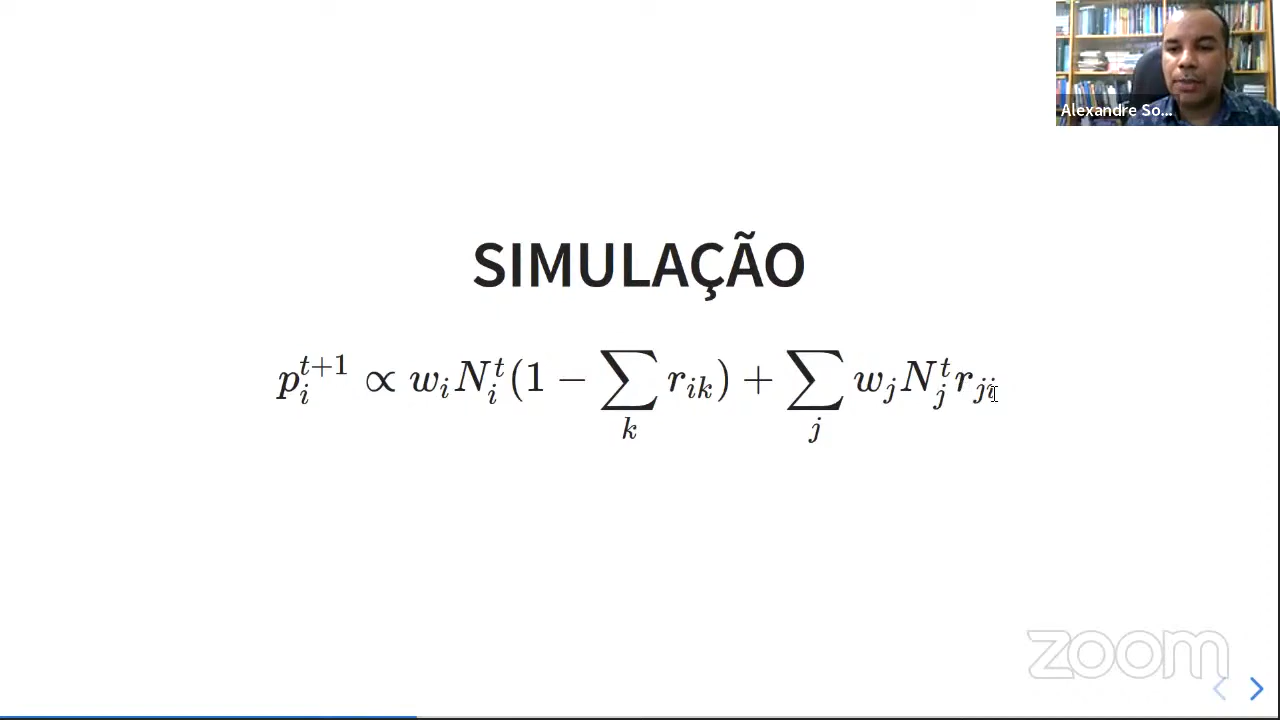 Alexandre So...
SIMULAÇÃO
p_i^{t+1} ∝ w_i N_i^t (1 − ∑_k r_{ik}) + ∑_j w_j N_j^t r_{ji}
zoom